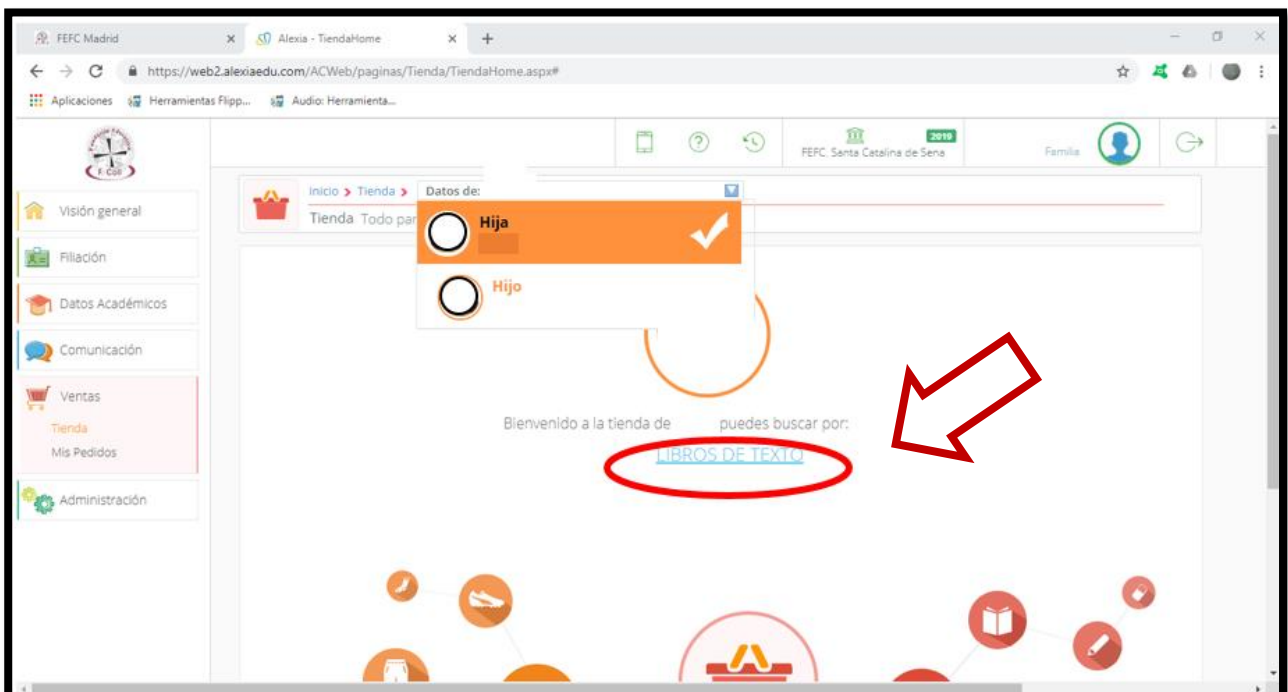 FEFC Madrid
Alexia - TiendaHome
https://web2.alexiaedu.com/ACWeb/paginas/Tienda/TiendaHome.aspx#
Aplicaciones Herramientas Flipp... Audio: Herramienta...
F. Coll
2019
FEFC. Santa Catalina de Sena
Familia
Inicio > Tienda > Datos de:
Tienda Todo par
Hija
Hijo
Visión general
Filiación
Datos Académicos
Comunicación
Ventas
Tienda
Mis Pedidos
Administración
Bienvenido a la tienda de puedes buscar por:
LIBROS DE TEXTO